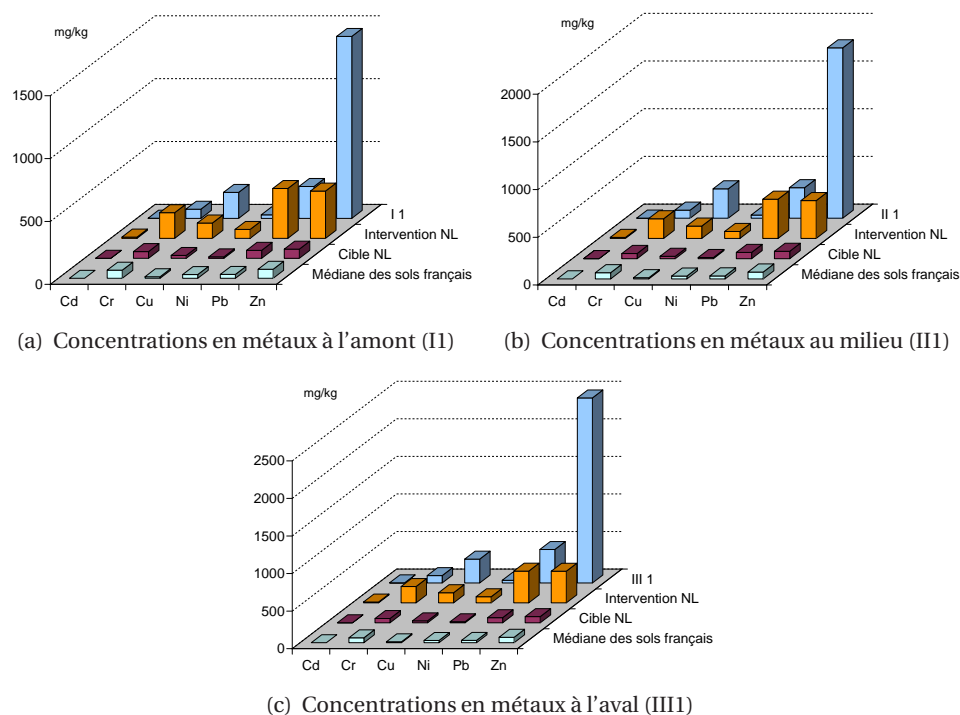 mg/kg
1500
1000
500
0
Cd Cr Cu Ni Pb Zn
I 1
Intervention NL
Cible NL
Médiane des sols français
(a) Concentrations en métaux à l'amont (I1)
mg/kg
2000
1500
1000
500
0
Cd Cr Cu Ni Pb Zn
II 1
Intervention NL
Cible NL
Médiane des sols français
(b) Concentrations en métaux au milieu (II1)
mg/kg
2500
2000
1500
1000
500
0
Cd Cr Cu Ni Pb Zn
III 1
Intervention NL
Cible NL
Médiane des sols français
(c) Concentrations en métaux à l'aval (III1)